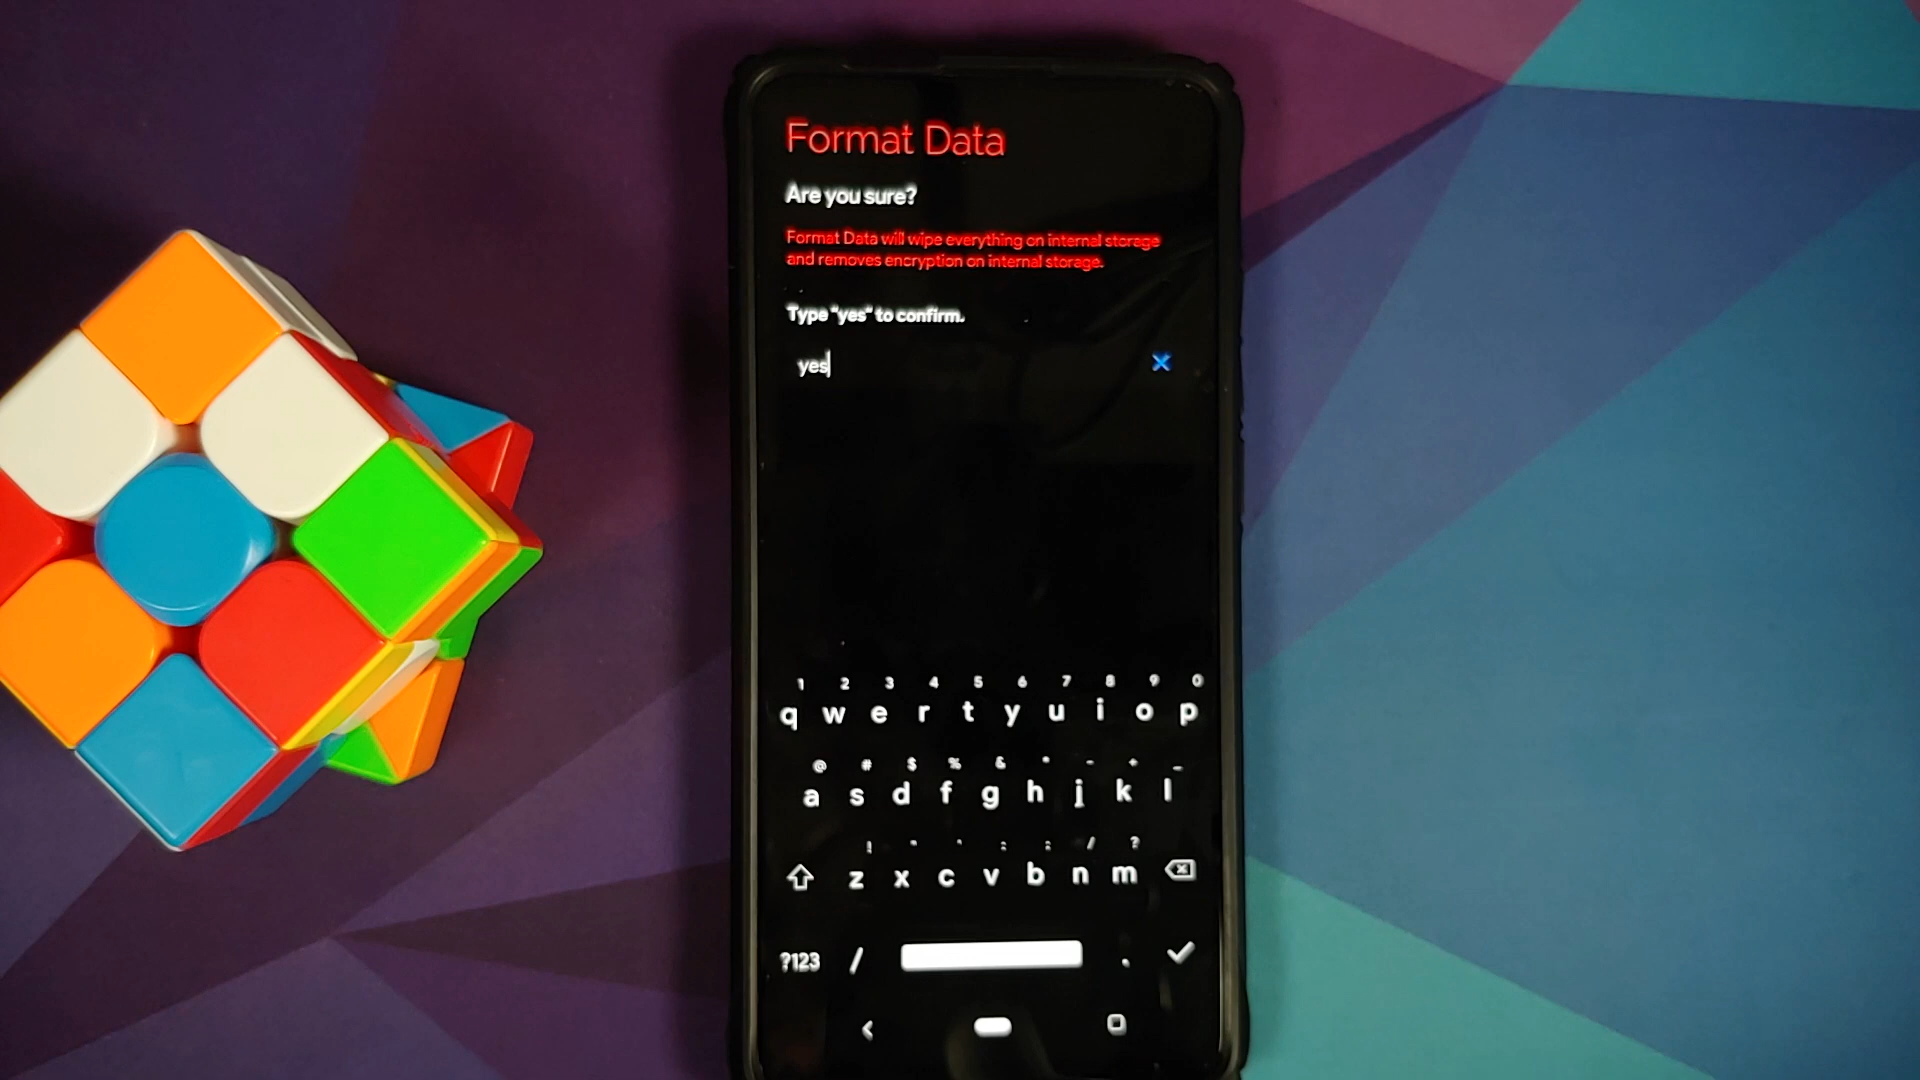 Format Data
Are you sure?
Format Data will wipe everything on internal storage
and removes encryption on internal storage.
Type "yes" to confirm.
yes
1 2 3 4 5 6 7 8 9 0
q w e r t y u i o p
@ # $ % & * - + _
a s d f g h j k l
! " ' : ; / ?
z x c v b n m
?123 / .